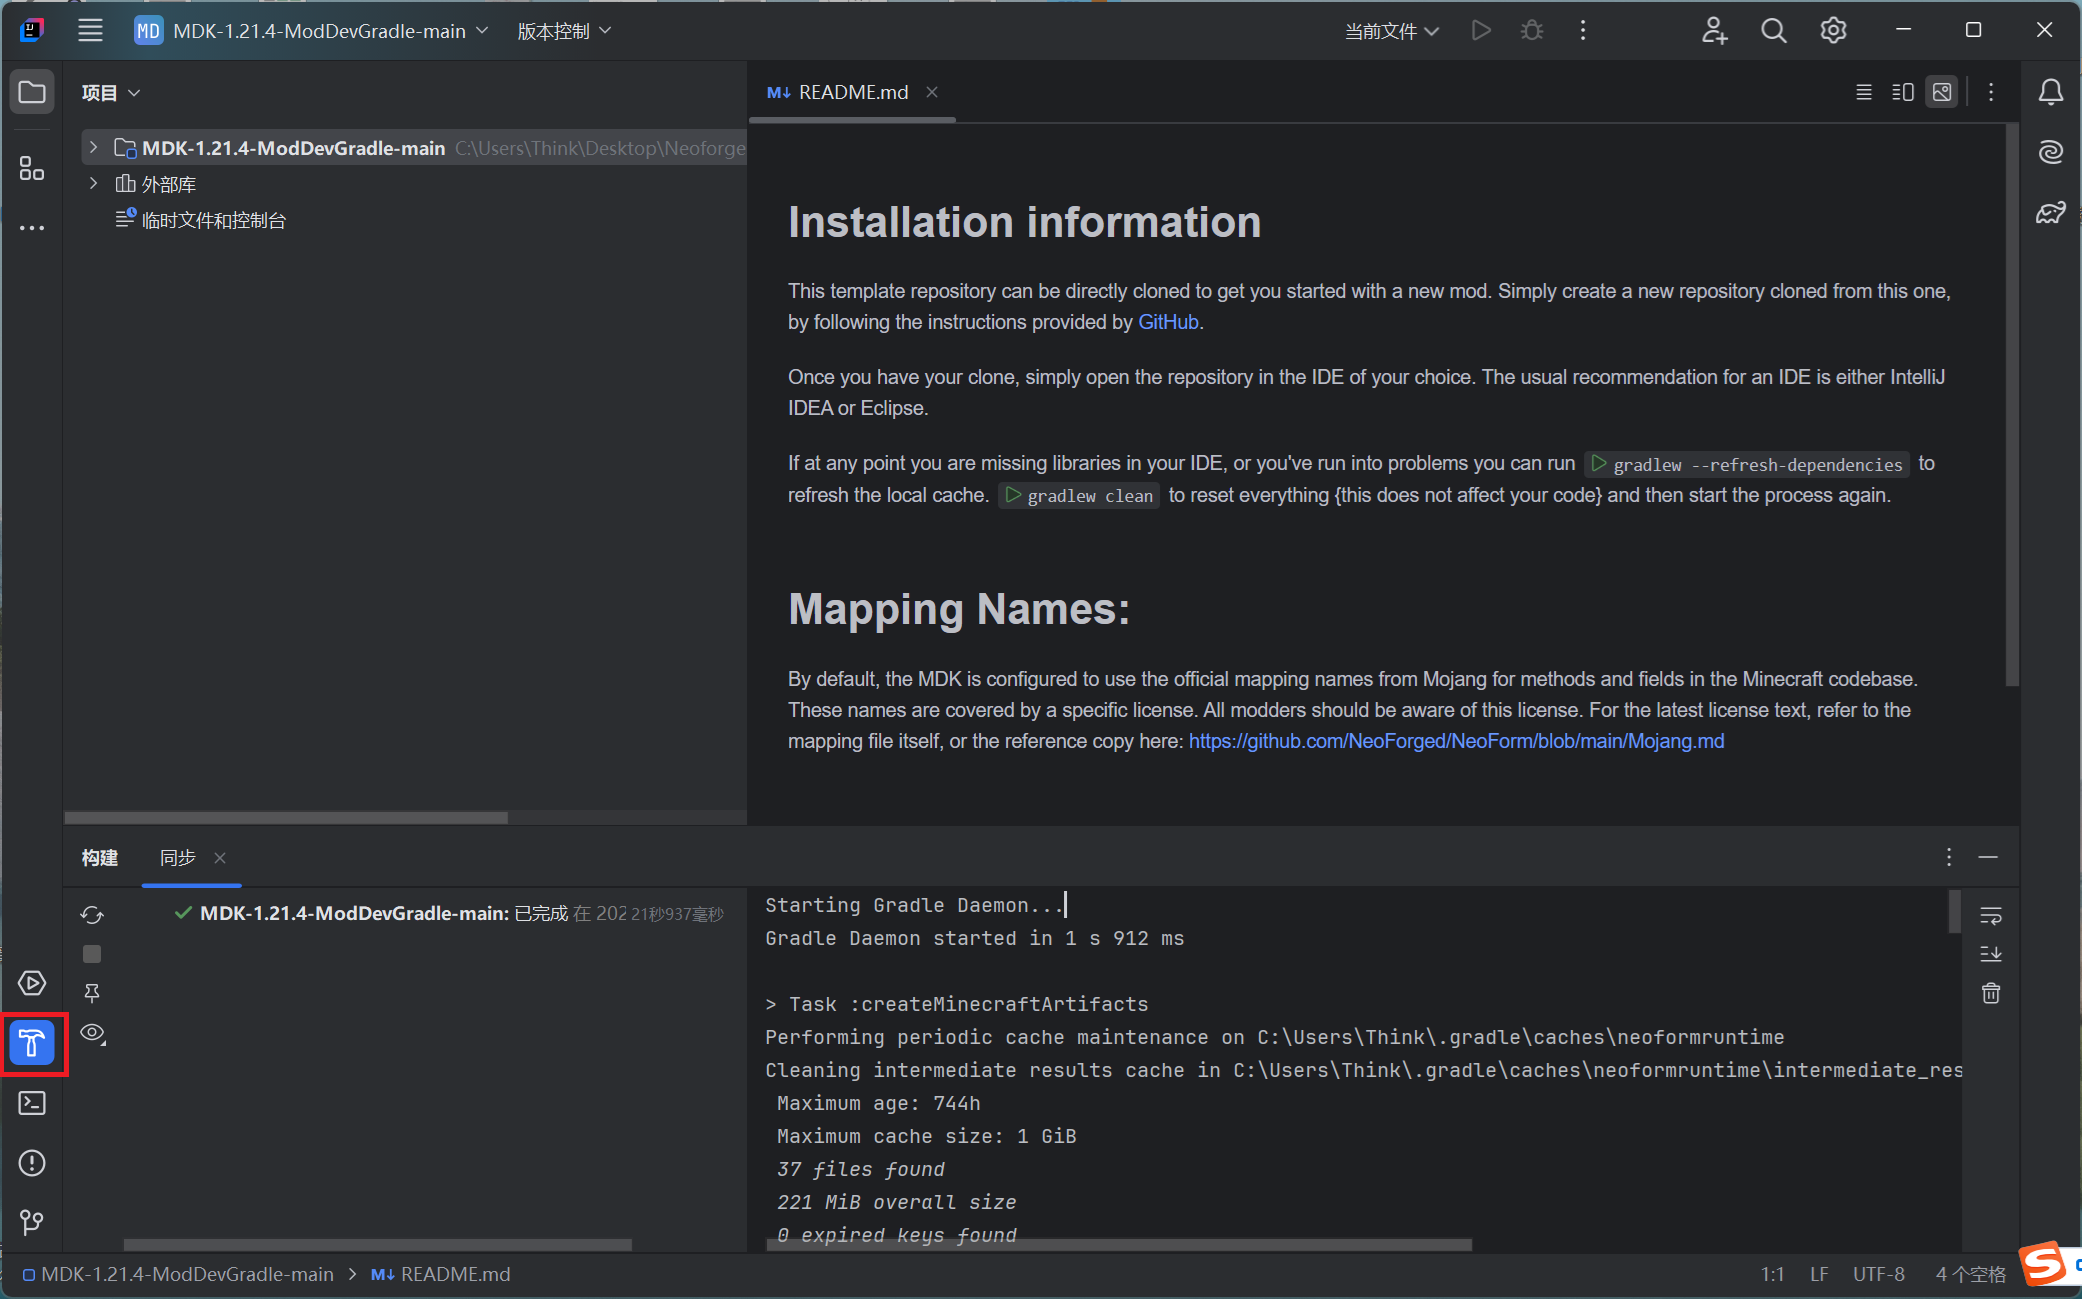 MD MDK-1.21.4-ModDevGradle-main 版本控制 当前文件
项目
README.md
MDK-1.21.4-ModDevGradle-main C:\Users\Think\Desktop\Neoforge
外部库
临时文件和控制台
Installation information
This template repository can be directly cloned to get you started with a new mod. Simply create a new repository cloned from this one,
by following the instructions provided by GitHub.
Once you have your clone, simply open the repository in the IDE of your choice. The usual recommendation for an IDE is either IntelliJ
IDEA or Eclipse.
If at any point you are missing libraries in your IDE, or you've run into problems you can run gradlew --refresh-dependencies to
refresh the local cache. gradlew clean to reset everything {this does not affect your code} and then start the process again.
Mapping Names:
By default, the MDK is configured to use the official mapping names from Mojang for methods and fields in the Minecraft codebase.
These names are covered by a specific license. All modders should be aware of this license. For the latest license text, refer to the
mapping file itself, or the reference copy here: https://github.com/NeoForged/NeoForm/blob/main/Mojang.md
构建 同步
MDK-1.21.4-ModDevGradle-main: 已完成 在 202 21秒937毫秒
Starting Gradle Daemon...
Gradle Daemon started in 1 s 912 ms
> Task :createMinecraftArtifacts
Performing periodic cache maintenance on C:\Users\Think\.gradle\caches\neoformruntime
Cleaning intermediate results cache in C:\Users\Think\.gradle\caches\neoformruntime\intermediate_res
Maximum age: 744h
Maximum cache size: 1 GiB
37 files found
221 MiB overall size
0 expired keys found
MDK-1.21.4-ModDevGradle-main > README.md
1:1 LF UTF-8 4 个空格